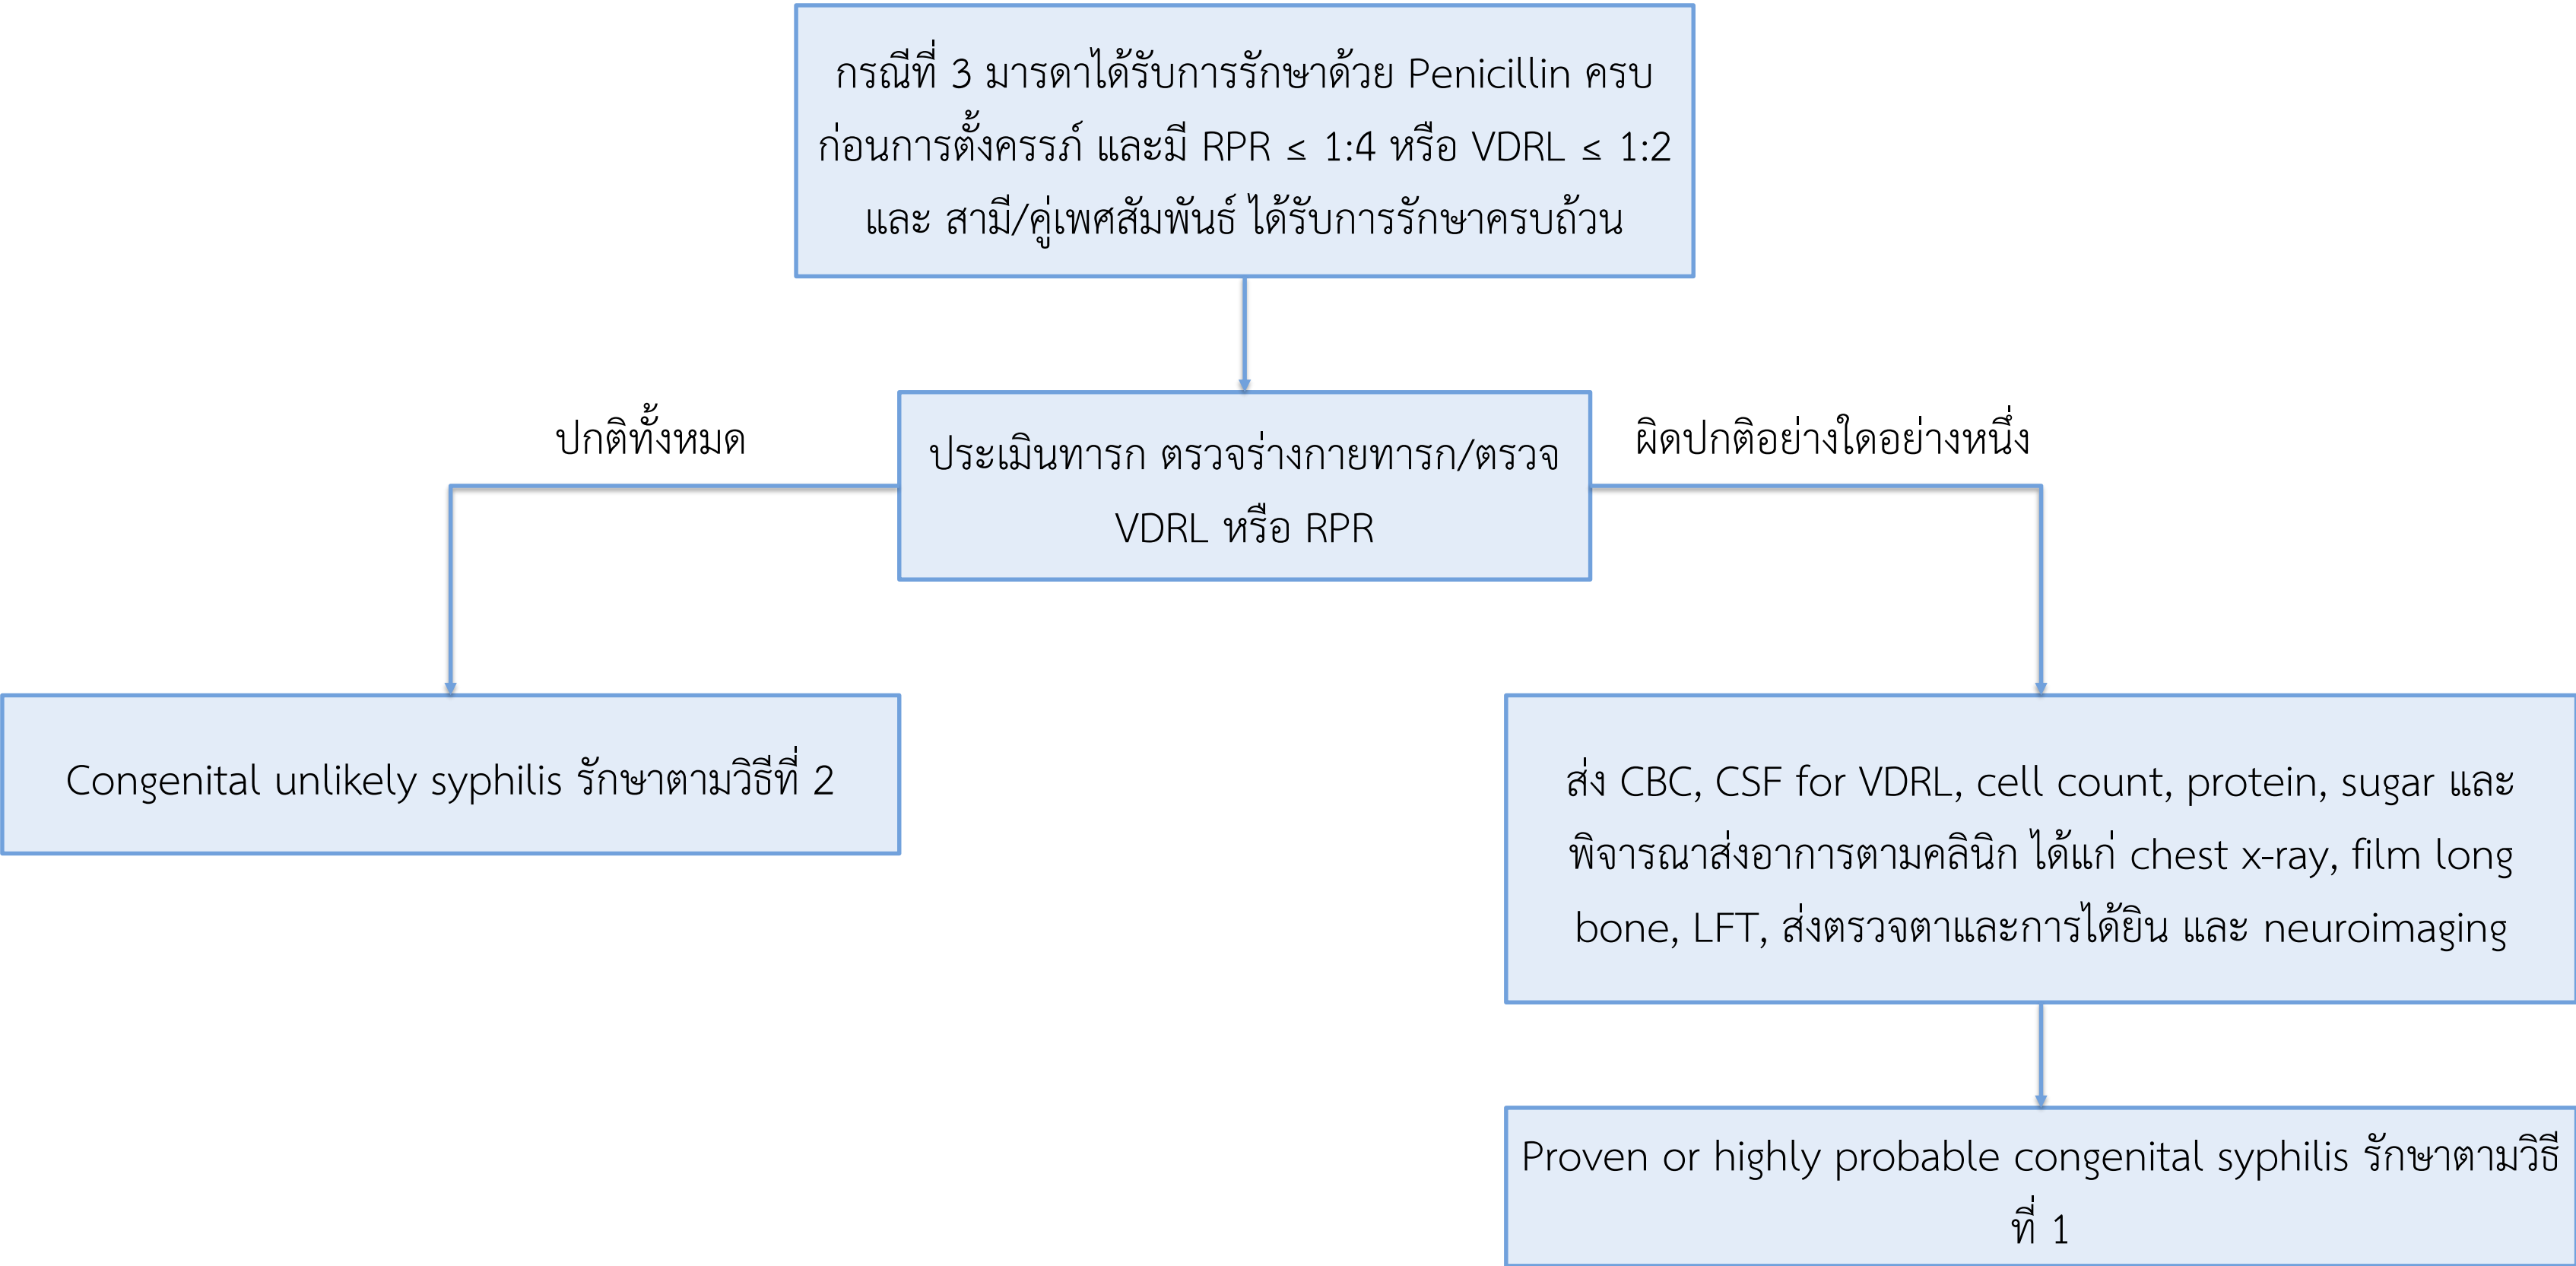 กรณีที่ 3 มารดาได้รับการรักษาด้วย Penicillin ครบ
ก่อนการตั้งครรภ์ และมี RPR ≤ 1:4 หรือ VDRL ≤ 1:2
และ สามี/คู่เพศสัมพันธ์ ได้รับการรักษาครบถ้วน
ปกติทั้งหมด
ประเมินทารก ตรวจร่างกายทารก/ตรวจ
VDRL หรือ RPR
ผิดปกติอย่างใดอย่างหนึ่ง
Congenital unlikely syphilis รักษาตามวิธีที่ 2
ส่ง CBC, CSF for VDRL, cell count, protein, sugar และ
พิจารณาส่งอาการตามคลินิก ได้แก่ chest x-ray, film long
bone, LFT, ส่งตรวจตาและการได้ยิน และ neuroimaging
Proven or highly probable congenital syphilis รักษาตามวิธี
ที่ 1